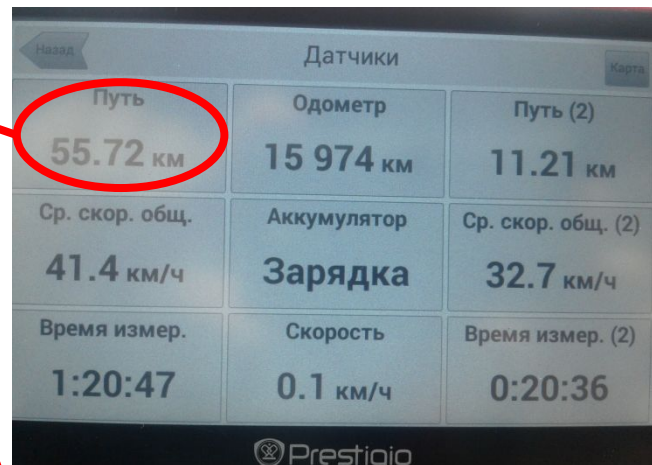 Назад
Датчики
Карта
Путь
Одометр
Путь (2)
55.72 км
15 974 км
11.21 км
Ср. скор. общ.
Аккумулятор
Ср. скор. общ. (2)
41.4 км/ч
Зарядка
32.7 км/ч
Время измер.
Скорость
Время измер. (2)
1:20:47
0.1 км/ч
0:20:36
Prestigio